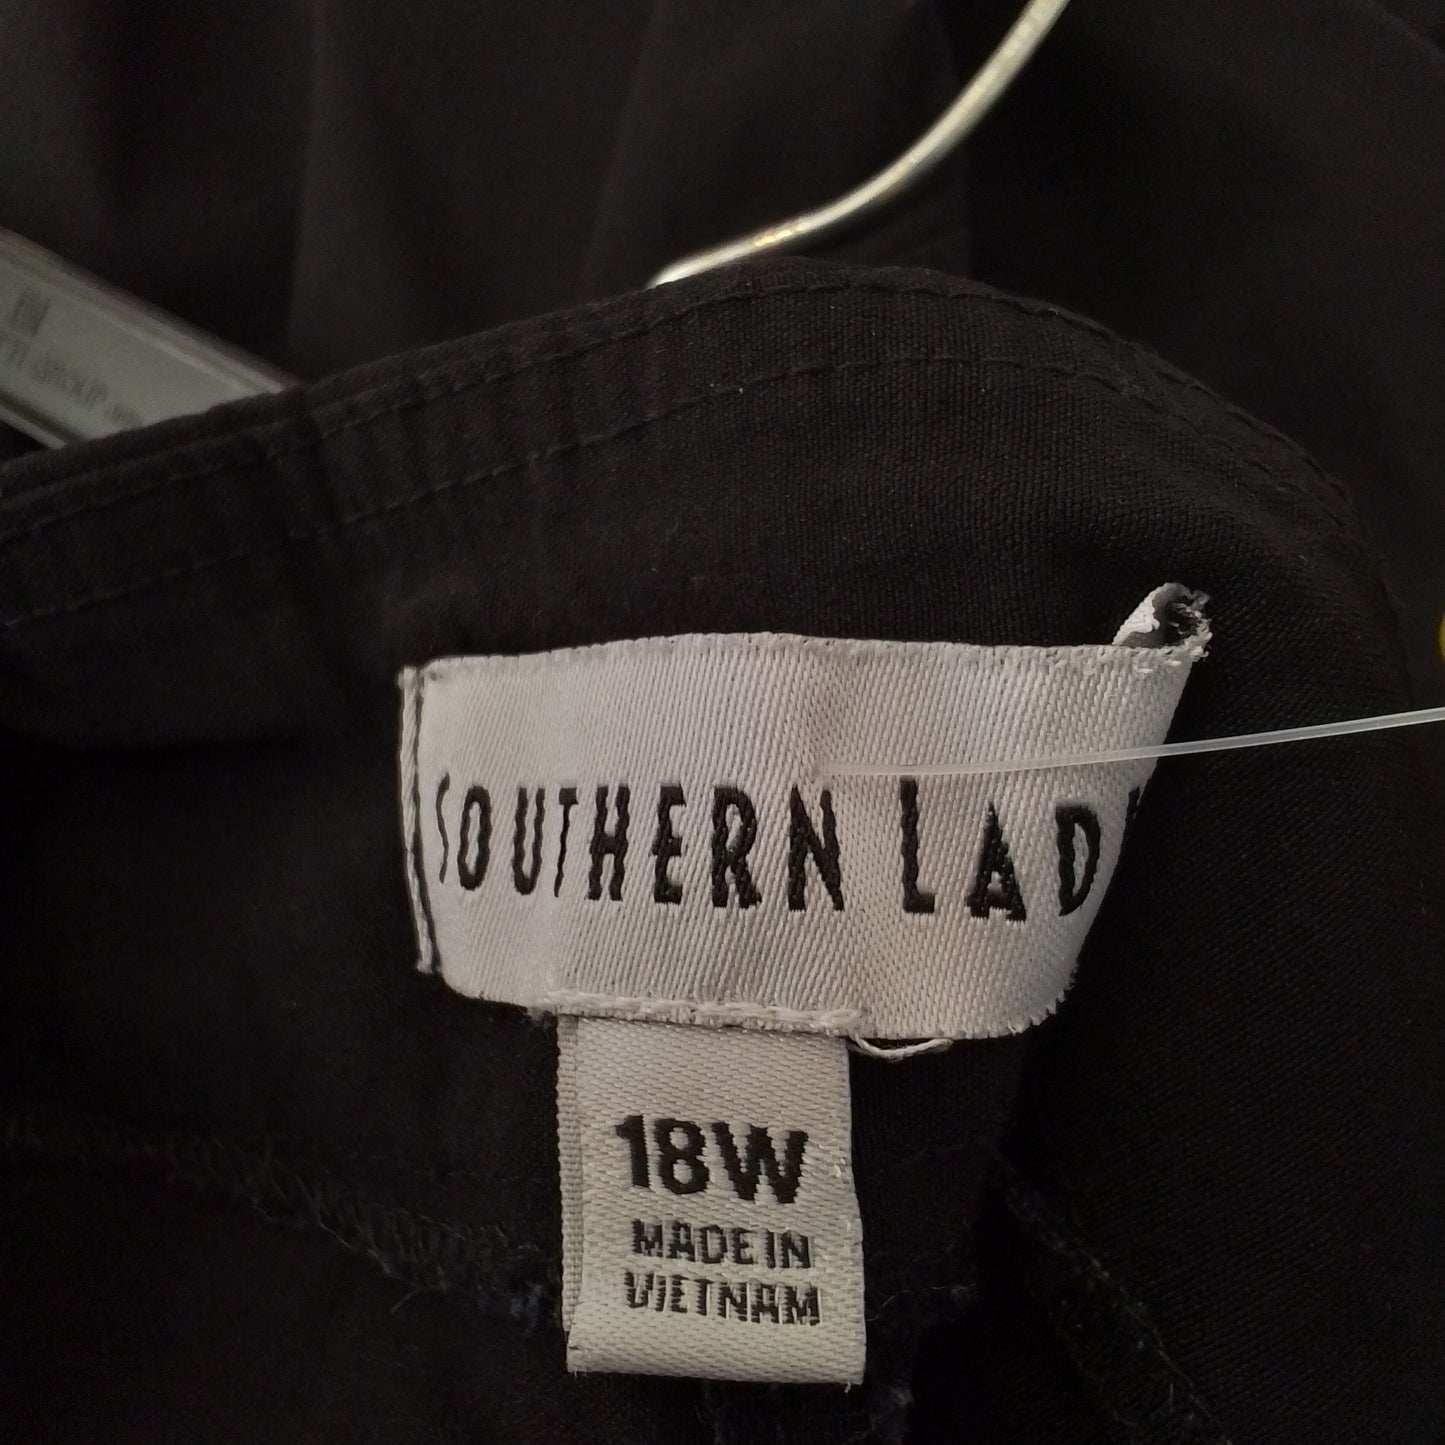 SOUTHERN LAD
18W
MADE IN
VIETNAM